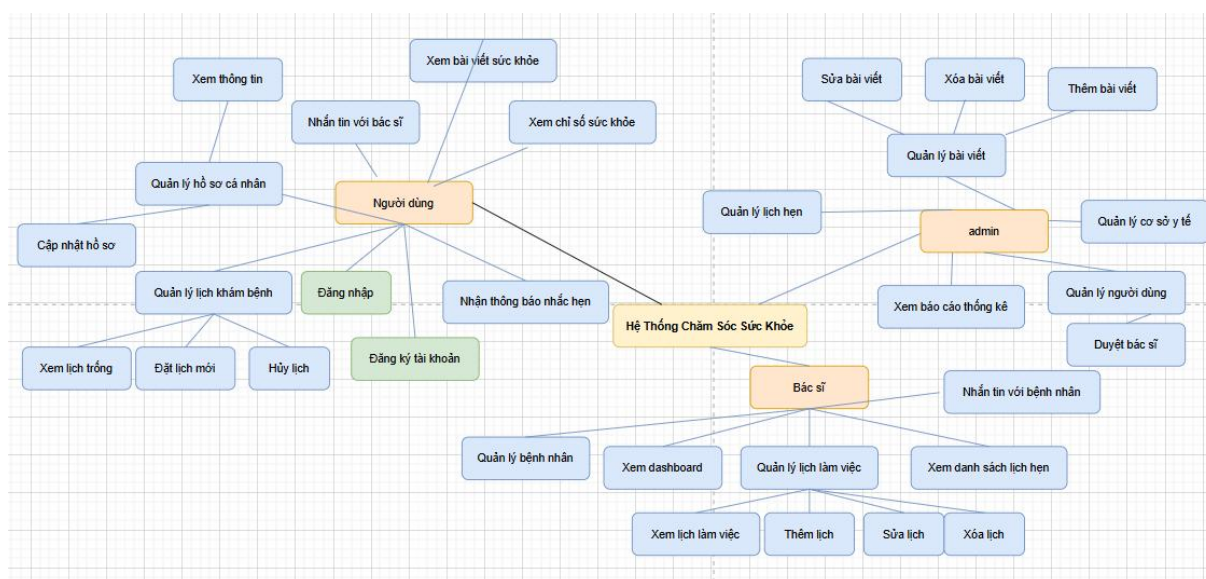 Xem bài viết sức khỏe
Xem thông tin
Sửa bài viết
Xóa bài viết
Thêm bài viết
Nhắn tin với bác sĩ
Xem chỉ số sức khỏe
Quản lý bài viết
Quản lý hồ sơ cá nhân
Người dùng
Quản lý lịch hẹn
admin
Quản lý cơ sở y tế
Cập nhật hồ sơ
Quản lý lịch khám bệnh
Đăng nhập
Nhận thông báo nhắc hẹn
Xem báo cáo thống kê
Quản lý người dùng
Hệ Thống Chăm Sóc Sức Khỏe
Duyệt bác sĩ
Xem lịch trống
Đặt lịch mới
Hủy lịch
Đăng ký tài khoản
Bác sĩ
Nhắn tin với bệnh nhân
Quản lý bệnh nhân
Xem dashboard
Quản lý lịch làm việc
Xem danh sách lịch hẹn
Xem lịch làm việc
Thêm lịch
Sửa lịch
Xóa lịch